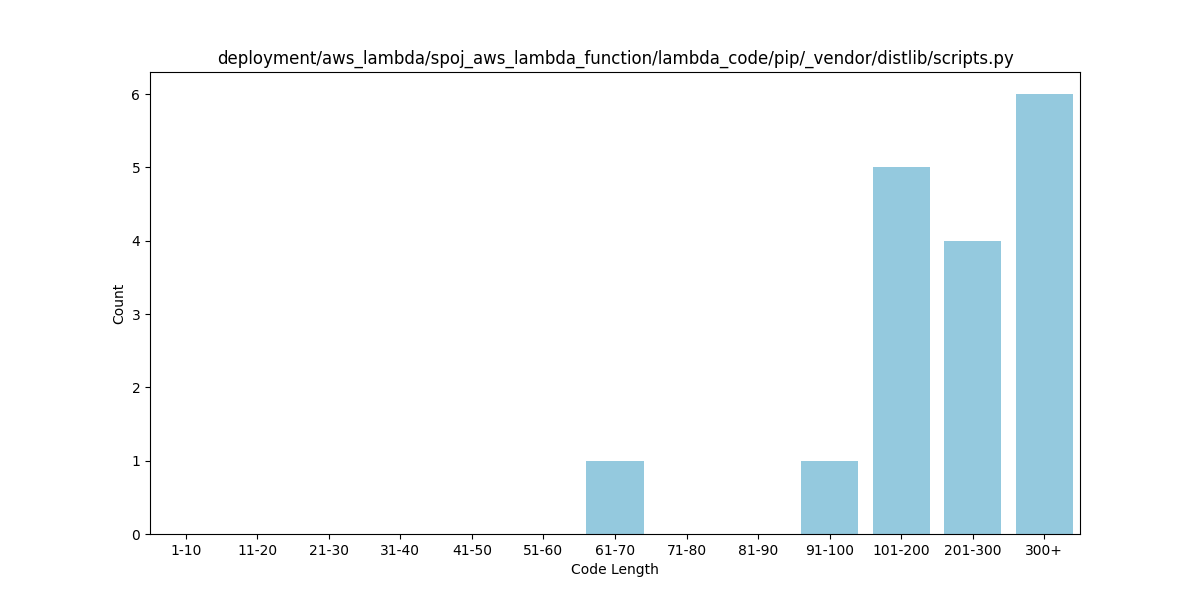 deployment/aws_lambda/spoj_aws_lambda_function/lambda_code/pip/_vendor/distlib/scripts.py
6
5
4
3
2
1
0
Count
1-10 11-20 21-30 31-40 41-50 51-60 61-70 71-80 81-90 91-100 101-200 201-300 300+
Code Length